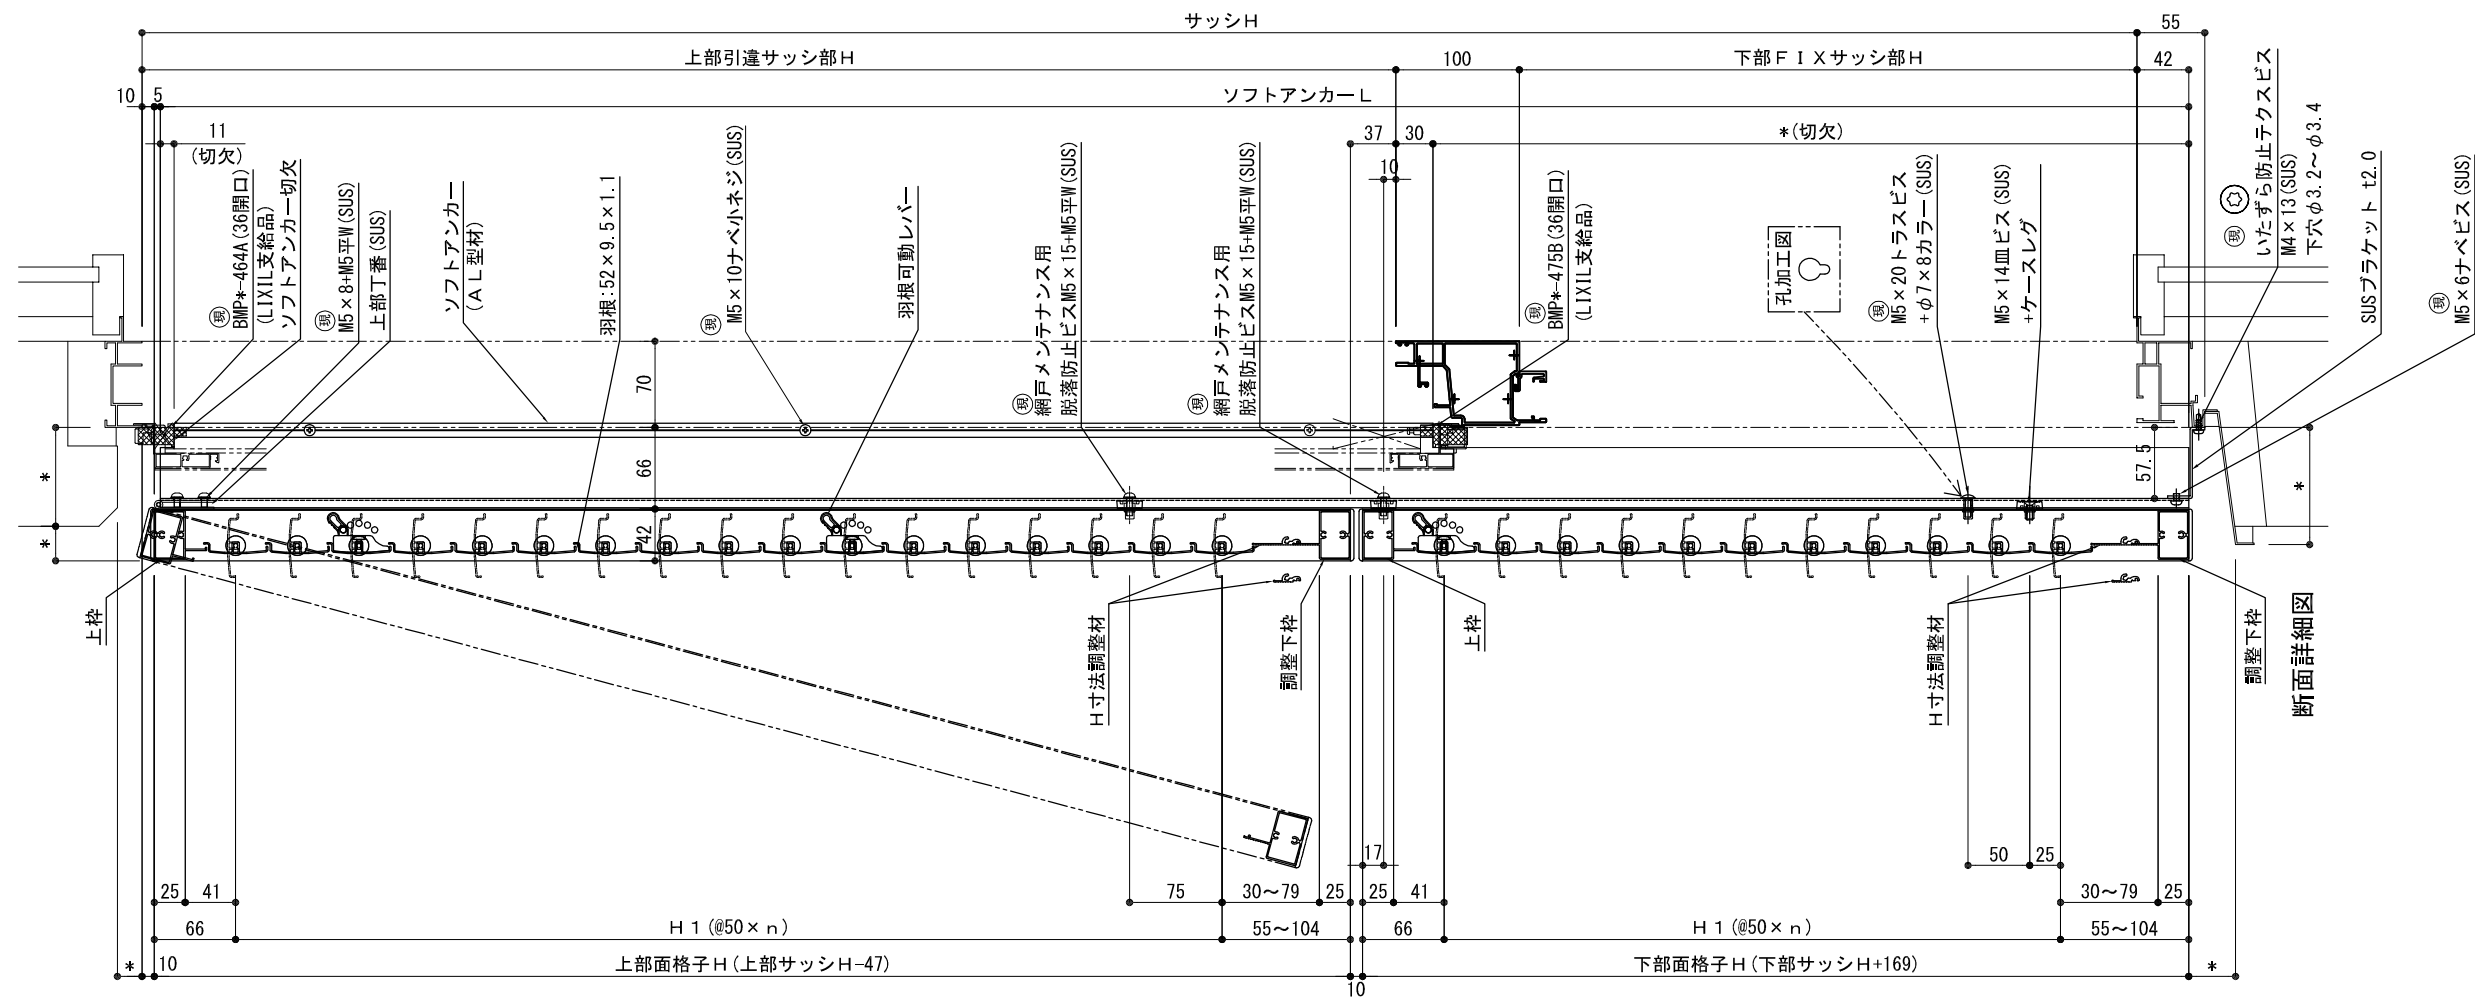 サッシH
55
上部引違サッシ部H
100
下部FIXサッシ部H
42
10
5
ソフトアンカーL
11
(切欠)
37
30
*(切欠)
10
現
BMP*-464A(36開口)
(LIXIL支給品)
ソフトアンカー切欠
現
M5×8+M5平W(SUS)
上部丁番(SUS)
ソフトアンカー
(AL型材)
羽根:52×9.5×1.1
現
M5×10ナベ小ネジ(SUS)
羽根可動レバー
現
網戸メンテナンス用
脱落防止ビスM5×15+M5平W(SUS)
現
網戸メンテナンス用
脱落防止ビスM5×15+M5平W(SUS)
現
BMP*-475B(36開口)
(LIXIL支給品)
孔加工図
現
M5×20トラスビス
+φ7×8カラー(SUS)
M5×14皿ビス(SUS)
+ケースレグ
現
いたずら防止テクスビス
M4×13(SUS)
下穴φ3.2~φ3.4
SUSブラケット t2.0
現
M5×6ナベビス(SUS)
70
66
42
57.5
*
*
*
上枠
H寸法調整材
調整下枠
上枠
H寸法調整材
調整下枠
断面詳細図
17
50
25
25
41
75
30~79
25
25
41
30~79
25
66
H1(@50×n)
55~104
66
H1(@50×n)
55~104
*
10
上部面格子H(上部サッシH-47)
10
下部面格子H(下部サッシH+169)
*